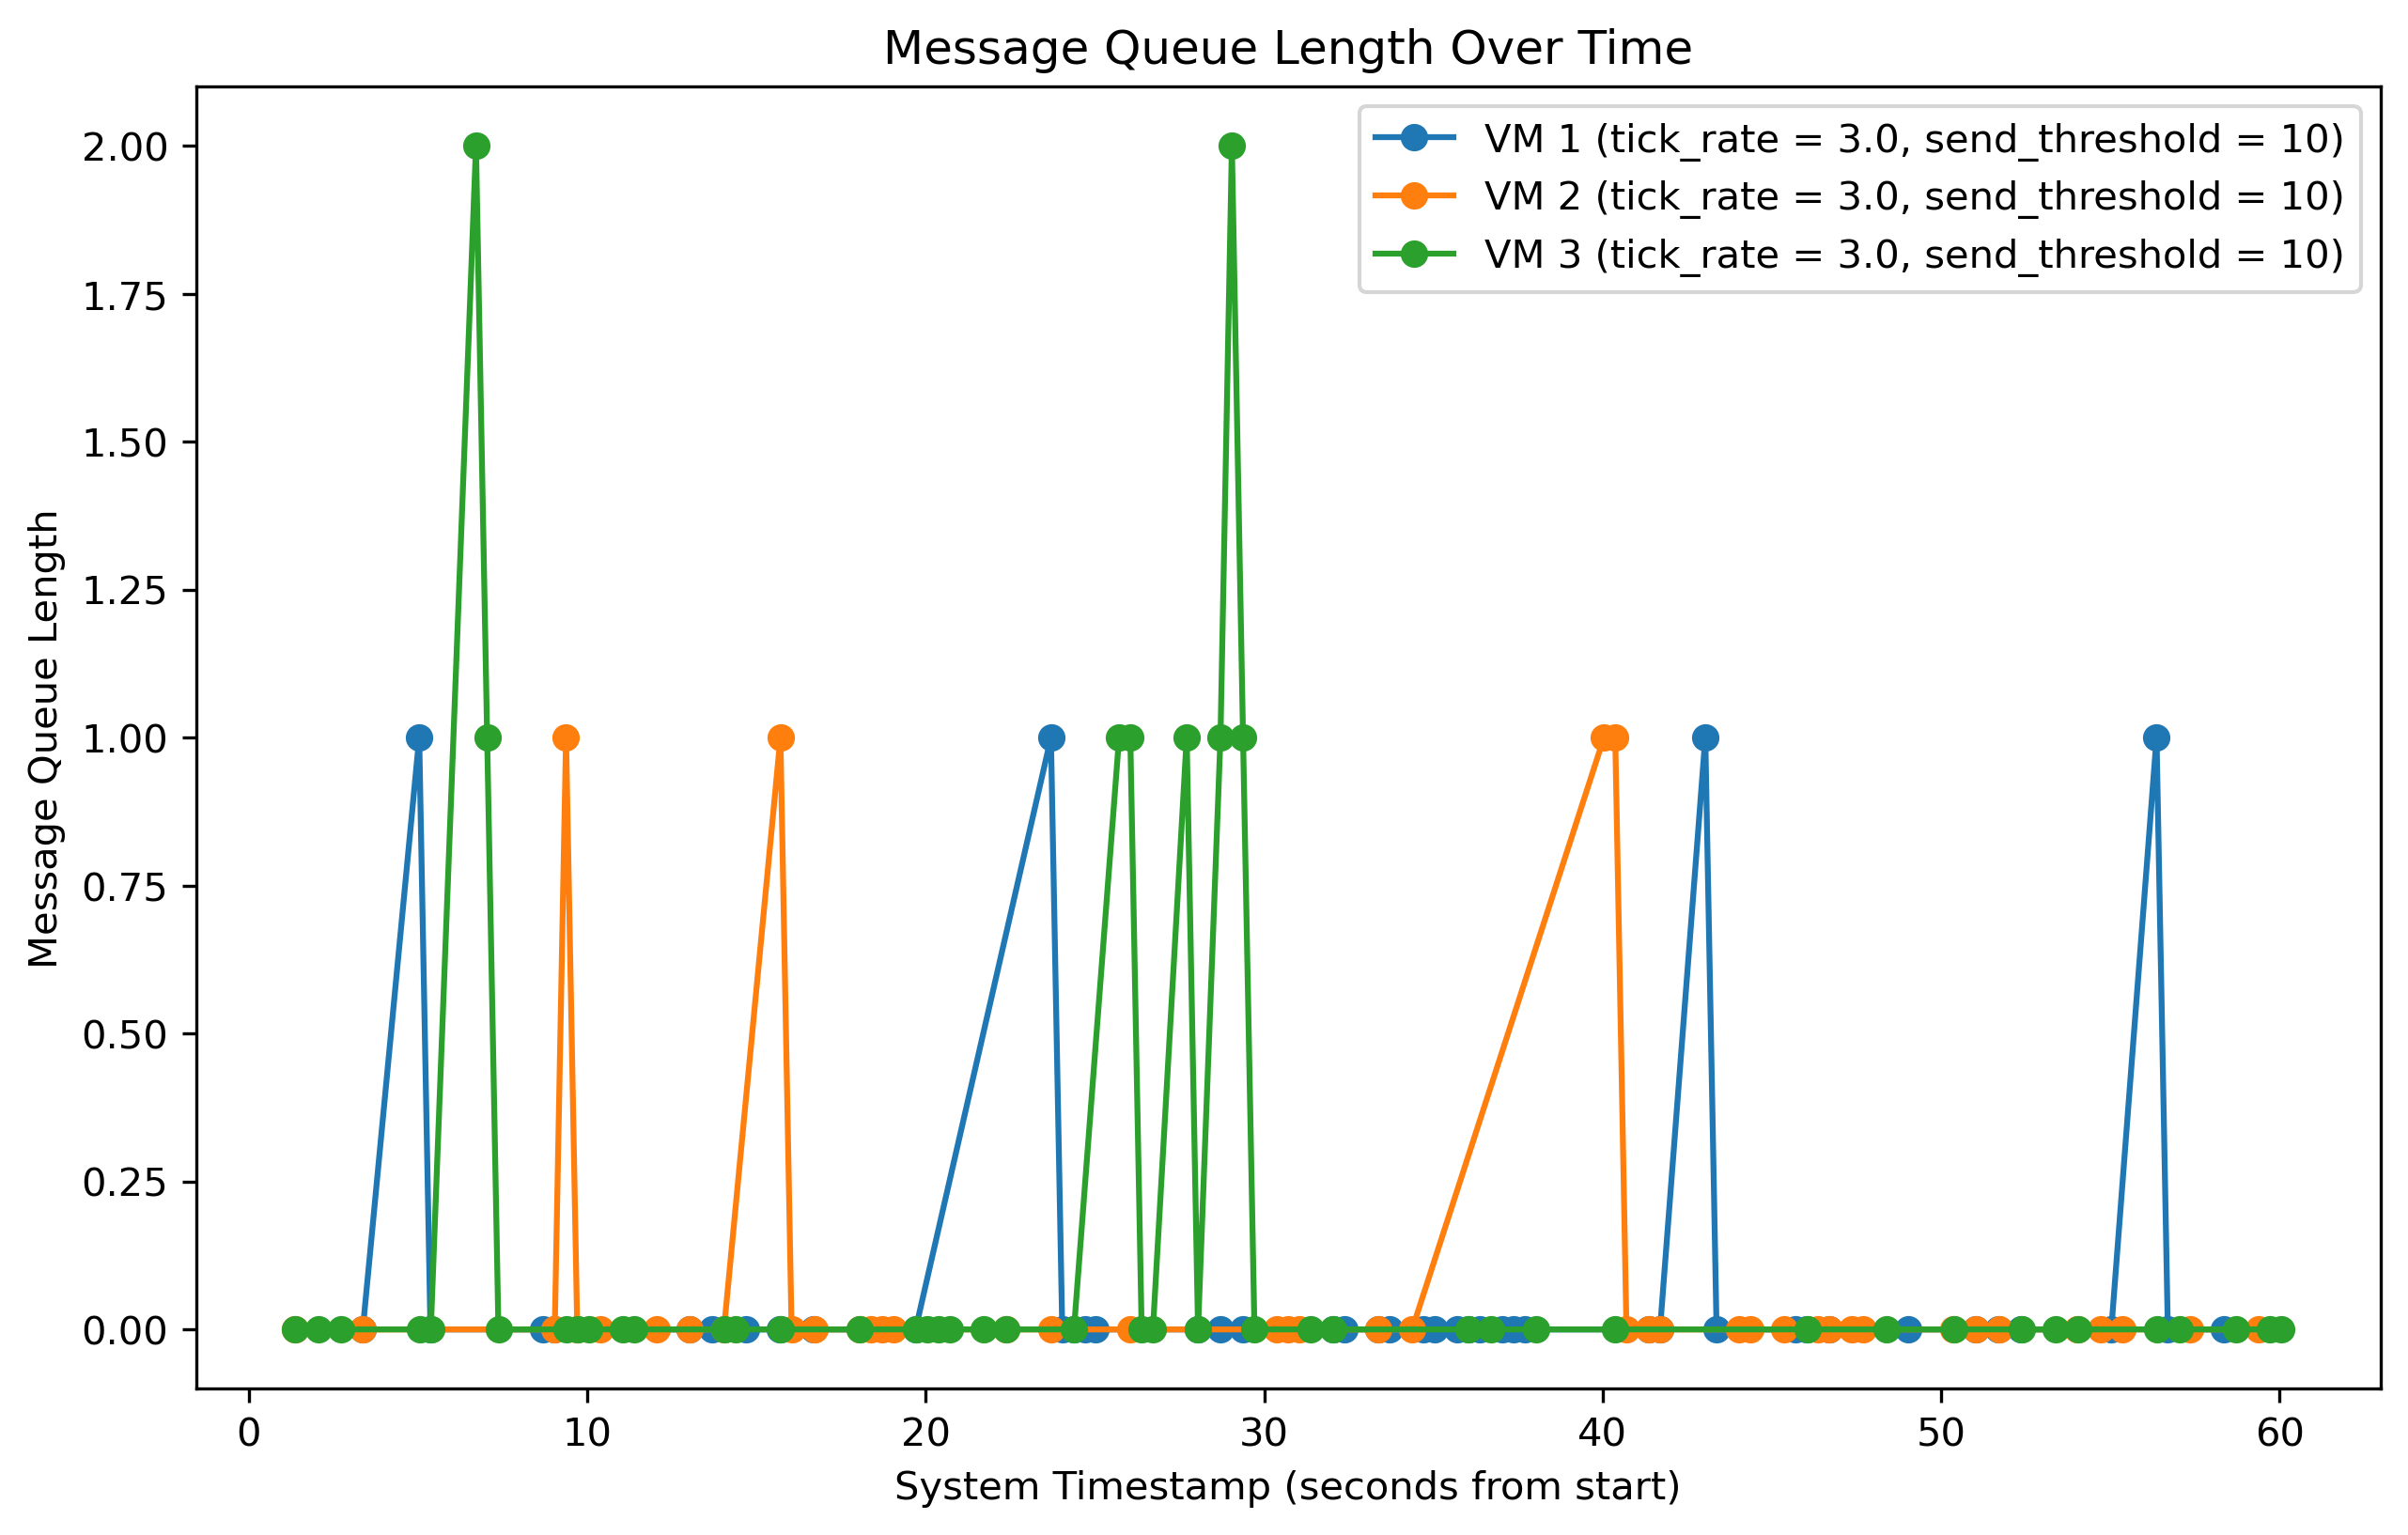 Message Queue Length Over Time
VM 1 (tick_rate = 3.0, send_threshold = 10)
VM 2 (tick_rate = 3.0, send_threshold = 10)
VM 3 (tick_rate = 3.0, send_threshold = 10)
Message Queue Length
2.00
1.75
1.50
1.25
1.00
0.75
0.50
0.25
0.00
0 10 20 30 40 50 60
System Timestamp (seconds from start)